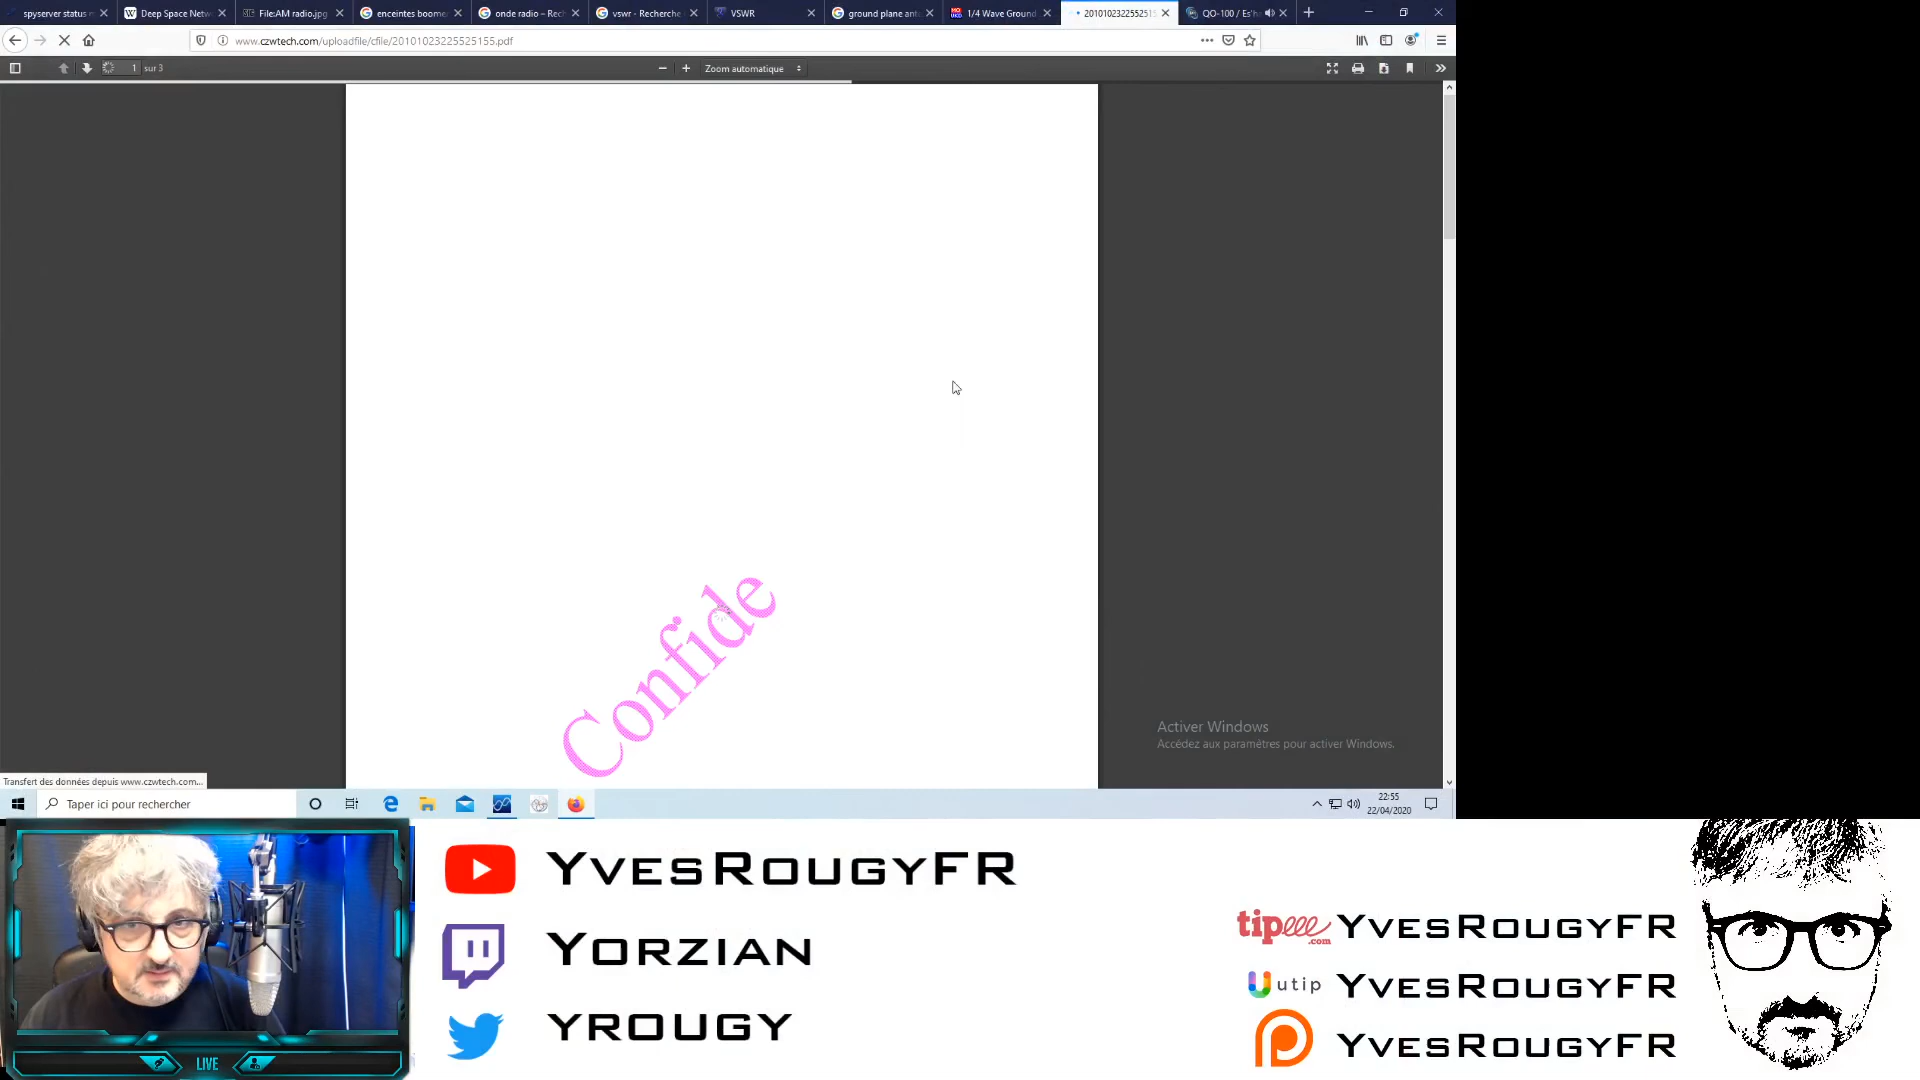 spyserver status m
Deep Space Netw
File:AM radio.jpg
enceintes boome
onde radio – Rech
vswr - Recherche
VSWR
ground plane ant
1/4 Wave Ground
2010102322552515
QO-100 / Es'ha
www.czwtech.com/uploadfile/cfile/20101023225525155.pdf
1 sur 3
Zoom automatique
Confide
Activer Windows
Accédez aux paramètres pour activer Windows.
Transfert des données depuis www.czwtech.com...
Taper ici pour rechercher
22:55
22/04/2020
YvesRougyFR
Yorzian
yrougy
tipeee.com YvesRougyFR
utip YvesRougyFR
YvesRougyFR
LIVE